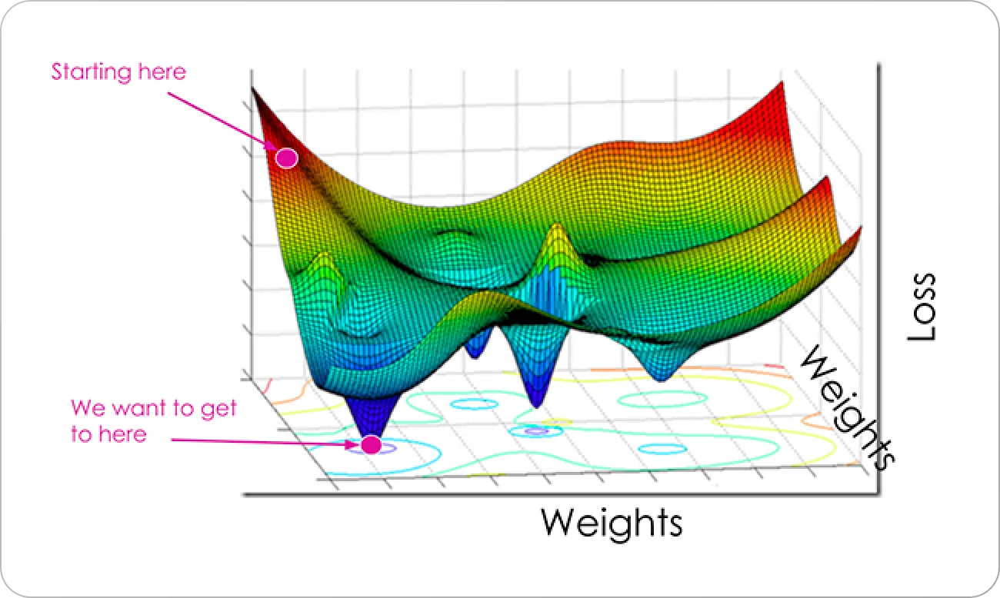 Starting here
We want to get
to here
Loss
Weights
Weights